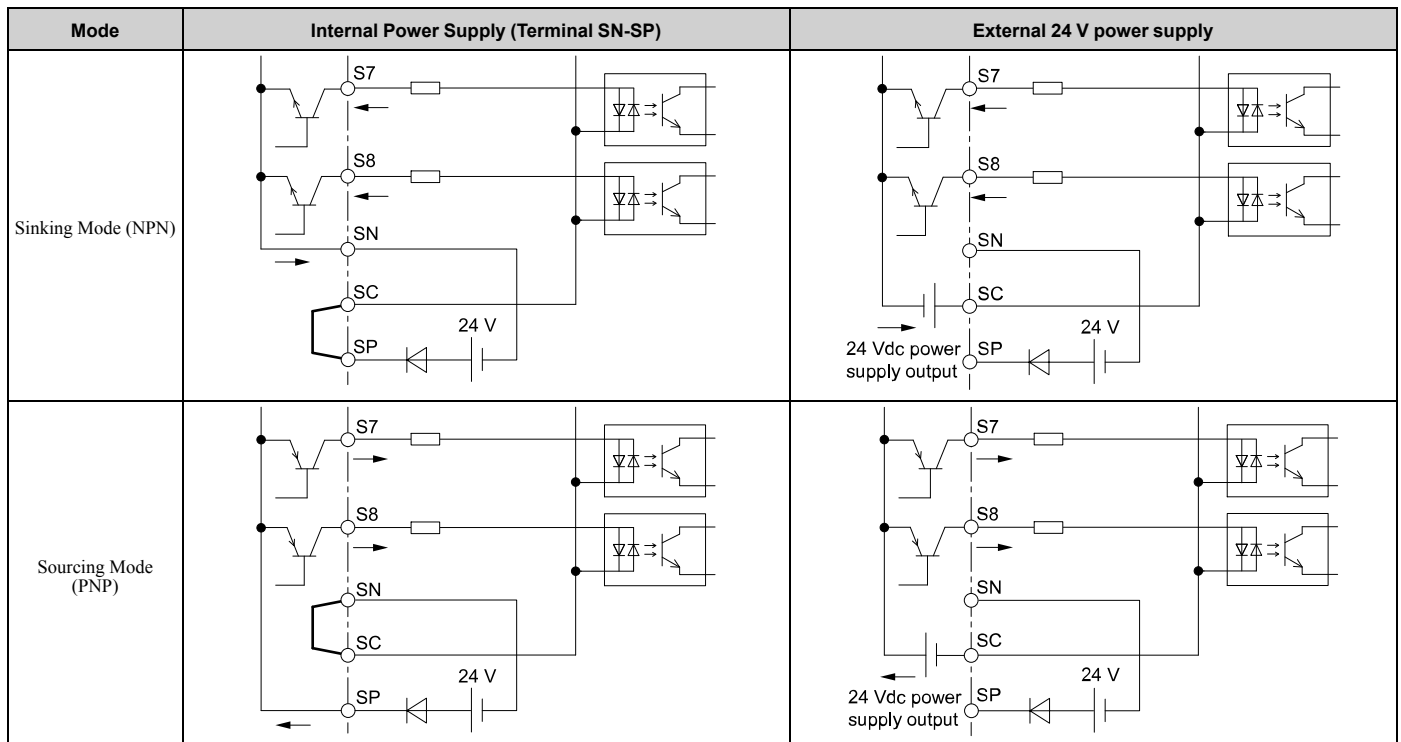 Mode
Internal Power Supply (Terminal SN-SP)
External 24 V power supply
Sinking Mode (NPN)
S7
S8
SN
SC
24 V
SP
S7
S8
SN
SC
24 V
24 Vdc power
supply output
SP
Sourcing Mode
(PNP)
S7
S8
SN
SC
24 V
SP
S7
S8
SN
SC
24 V
24 Vdc power
supply output
SP